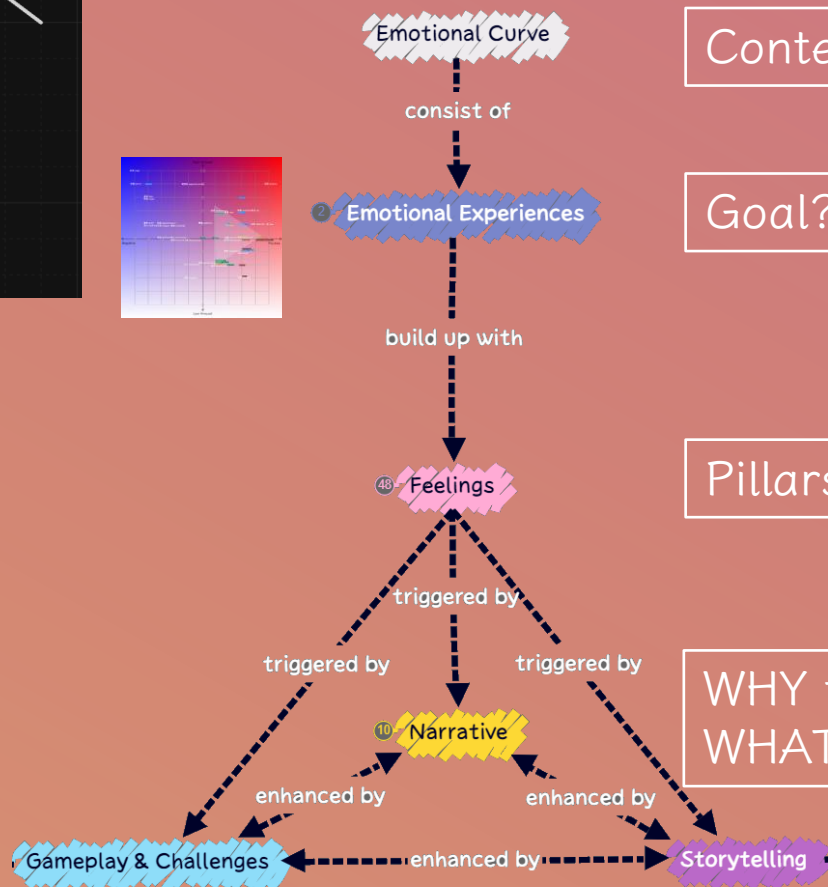 Emotional Curve
Conte
consist of
2
Emotional Experiences
Goal?
build up with
48
Feelings
Pillars
triggered by
triggered by
triggered by
WHY
WHAT
10
Narrative
enhanced by
enhanced by
Gameplay & Challenges
enhanced by
Storytelling